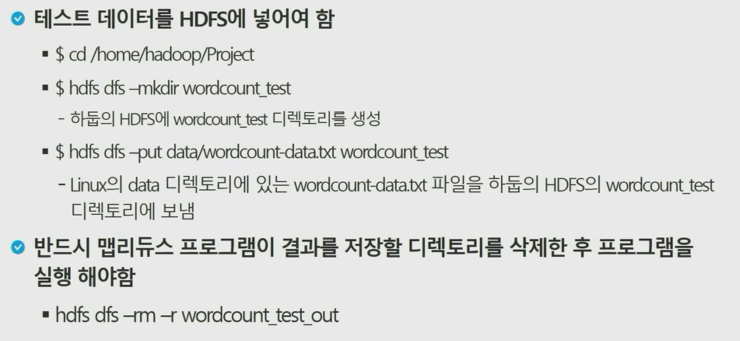 테스트 데이터를 HDFS에 넣어여 함
$ cd /home/hadoop/Project
$ hdfs dfs –mkdir wordcount_test
- 하둡의 HDFS에 wordcount_test 디렉토리를 생성
$ hdfs dfs –put data/wordcount-data.txt wordcount_test
- Linux의 data 디렉토리에 있는 wordcount-data.txt 파일을 하둡의 HDFS의 wordcount_test
디렉토리에 보냄
반드시 맵리듀스 프로그램이 결과를 저장할 디렉토리를 삭제한 후 프로그램을
실행 해야함
hdfs dfs –rm –r wordcount_test_out